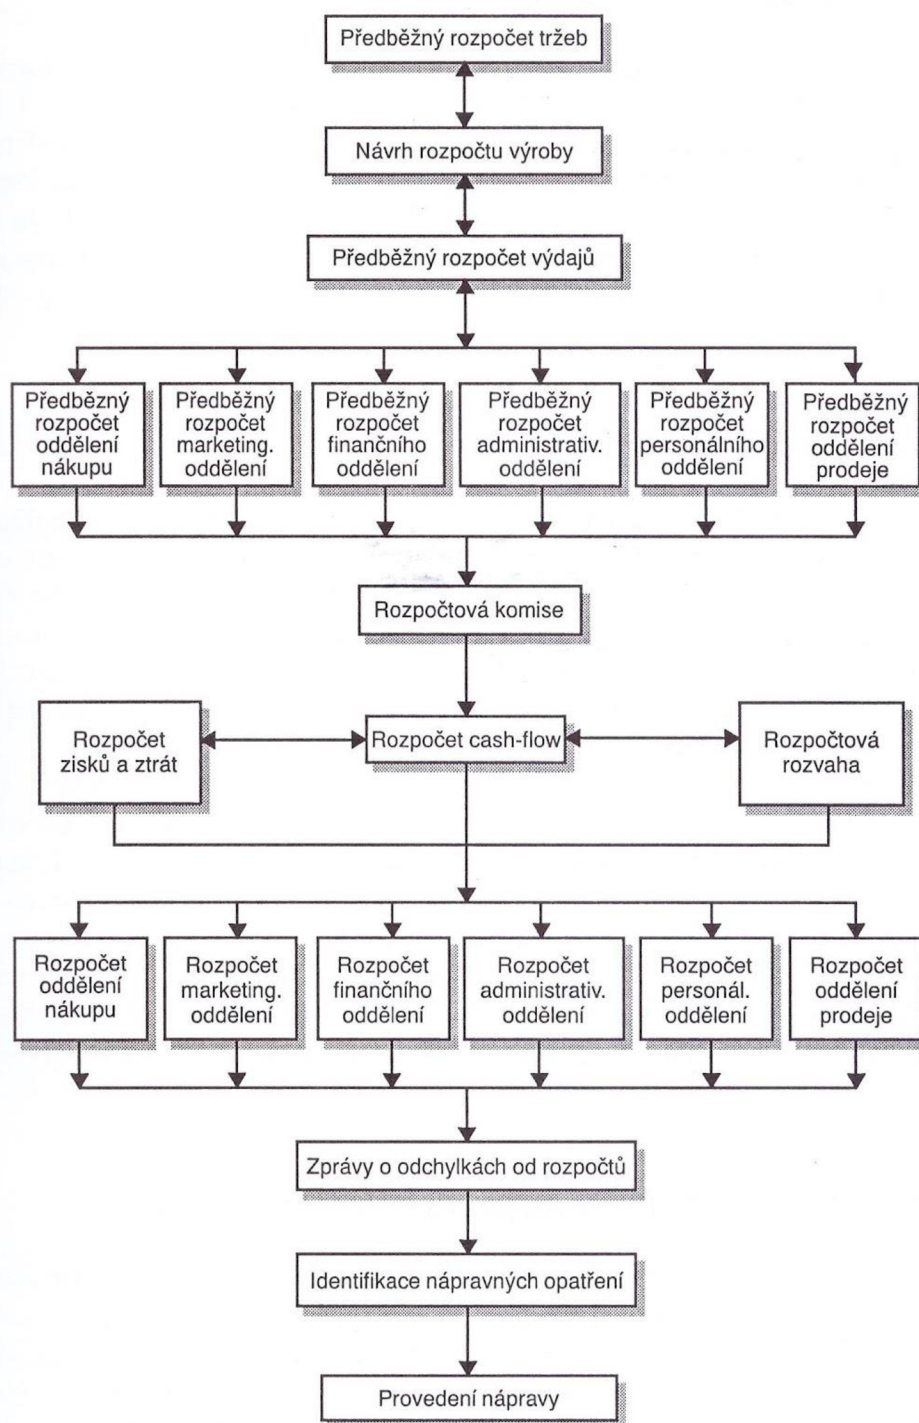 Předběžný rozpočet tržeb
Návrh rozpočtu výroby
Předběžný rozpočet výdajů
Předběžný
rozpočet
oddělení
nákupu
Předběžný
rozpočet
marketing.
oddělení
Předběžný
rozpočet
finančního
oddělení
Předběžný
rozpočet
administrativ.
oddělení
Předběžný
rozpočet
personálního
oddělení
Předběžný
rozpočet
oddělení
prodeje
Rozpočtová komise
Rozpočet
zisků a ztrát
Rozpočet cash-flow
Rozpočtová
rozvaha
Rozpočet
oddělení
nákupu
Rozpočet
marketing.
oddělení
Rozpočet
finančního
oddělení
Rozpočet
administrativ.
oddělení
Rozpočet
personál.
oddělení
Rozpočet
oddělení
prodeje
Zprávy o odchylkách od rozpočtů
Identifikace nápravných opatření
Provedení nápravy